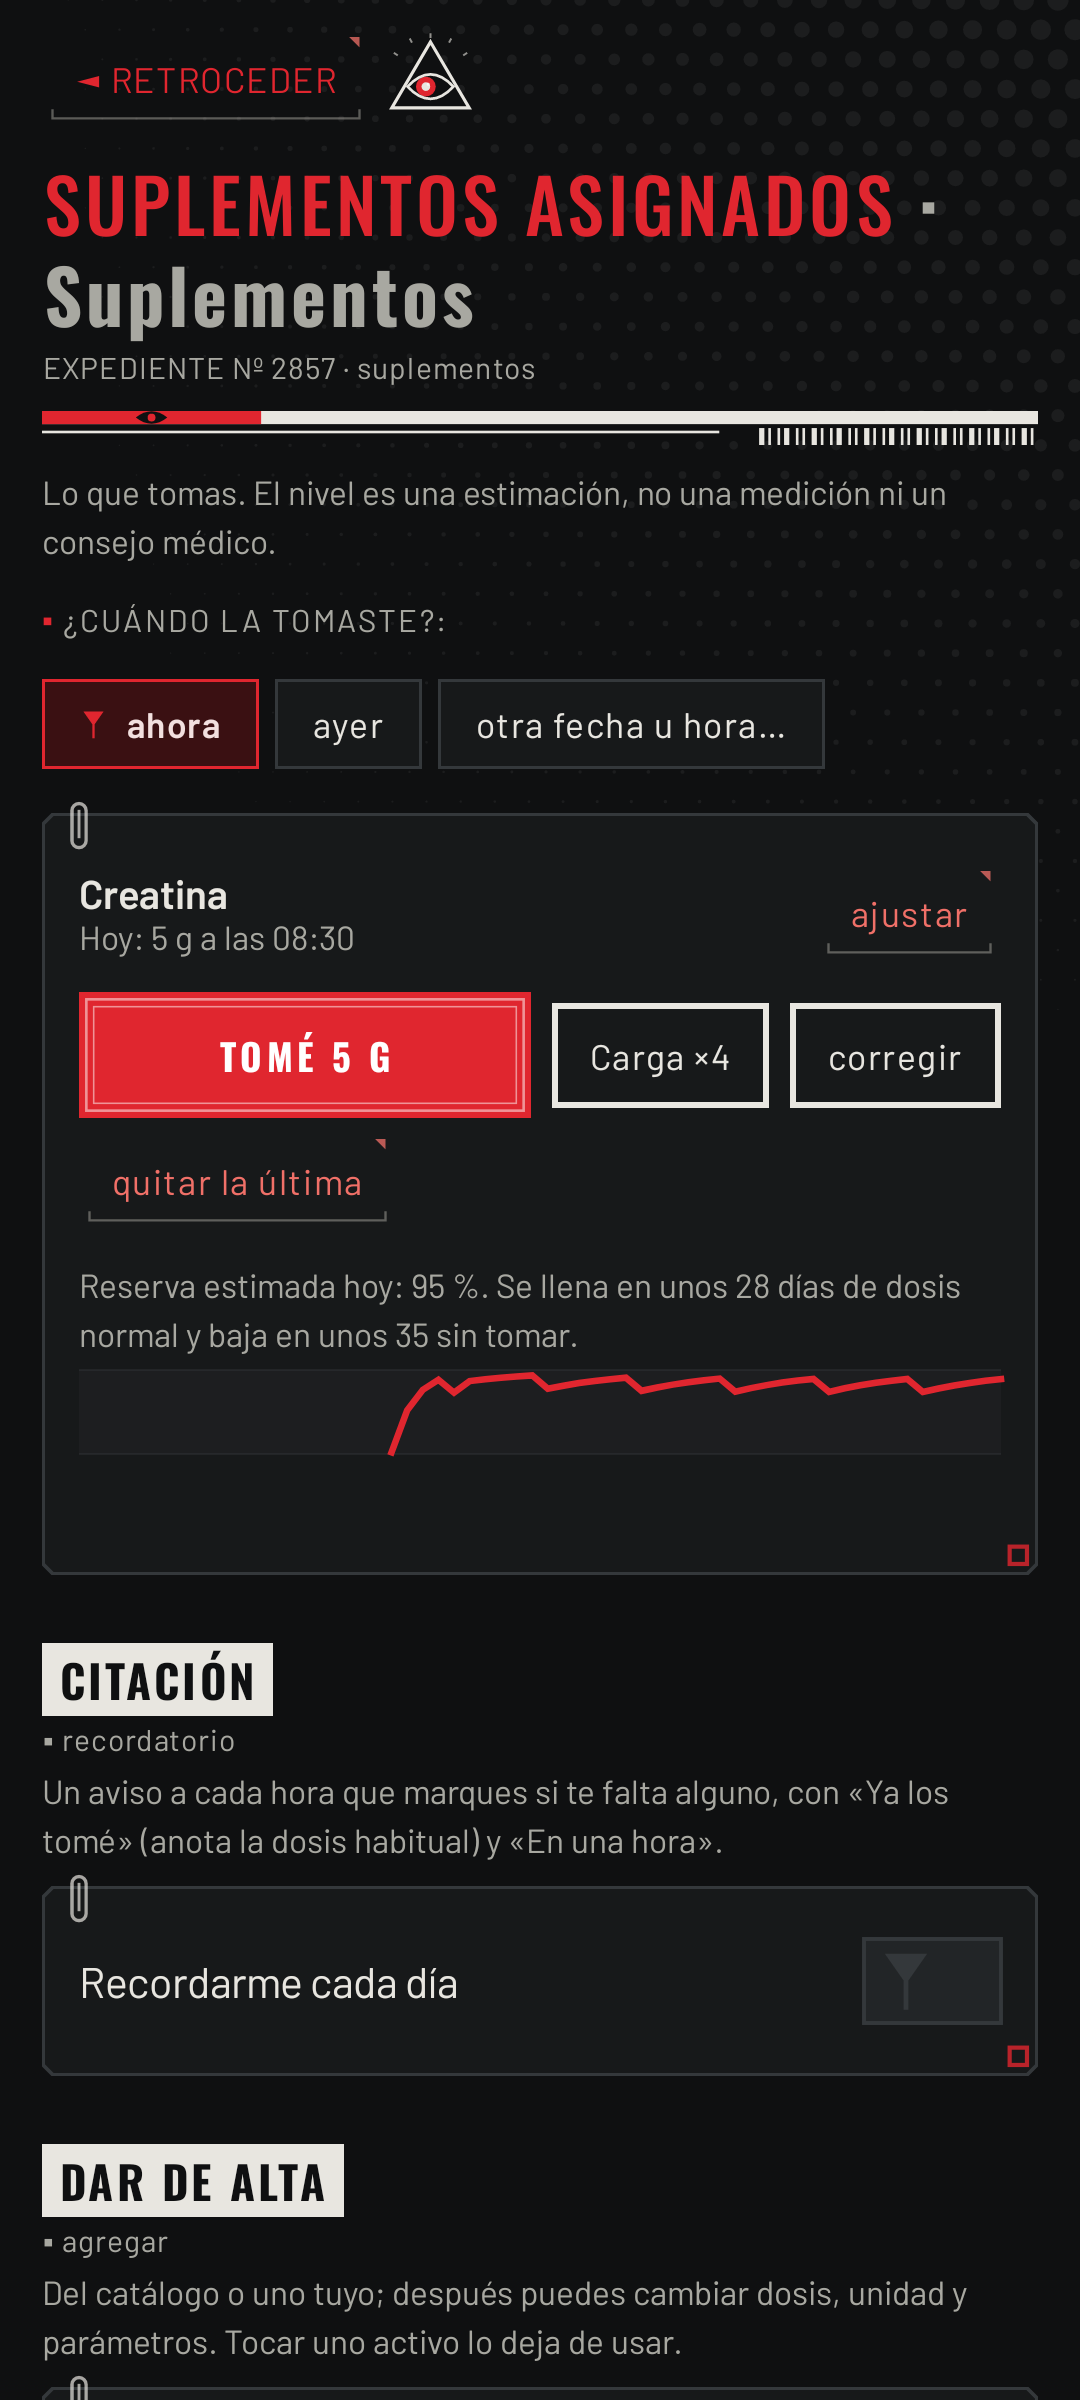 ◄ RETROCEDER
SUPLEMENTOS ASIGNADOS ·
Suplementos
EXPEDIENTE Nº 2857 · suplementos
Lo que tomas. El nivel es una estimación, no una medición ni un
consejo médico.
▪ ¿CUÁNDO LA TOMASTE?:
ahora
ayer
otra fecha u hora...
Creatina
Hoy: 5 g a las 08:30
ajustar
TOMÉ 5 G
Carga ×4
corregir
quitar la última
Reserva estimada hoy: 95 %. Se llena en unos 28 días de dosis
normal y baja en unos 35 sin tomar.
CITACIÓN
▪ recordatorio
Un aviso a cada hora que marques si te falta alguno, con «Ya los
tomé» (anota la dosis habitual) y «En una hora».
Recordarme cada día
DAR DE ALTA
▪ agregar
Del catálogo o uno tuyo; después puedes cambiar dosis, unidad y
parámetros. Tocar uno activo lo deja de usar.